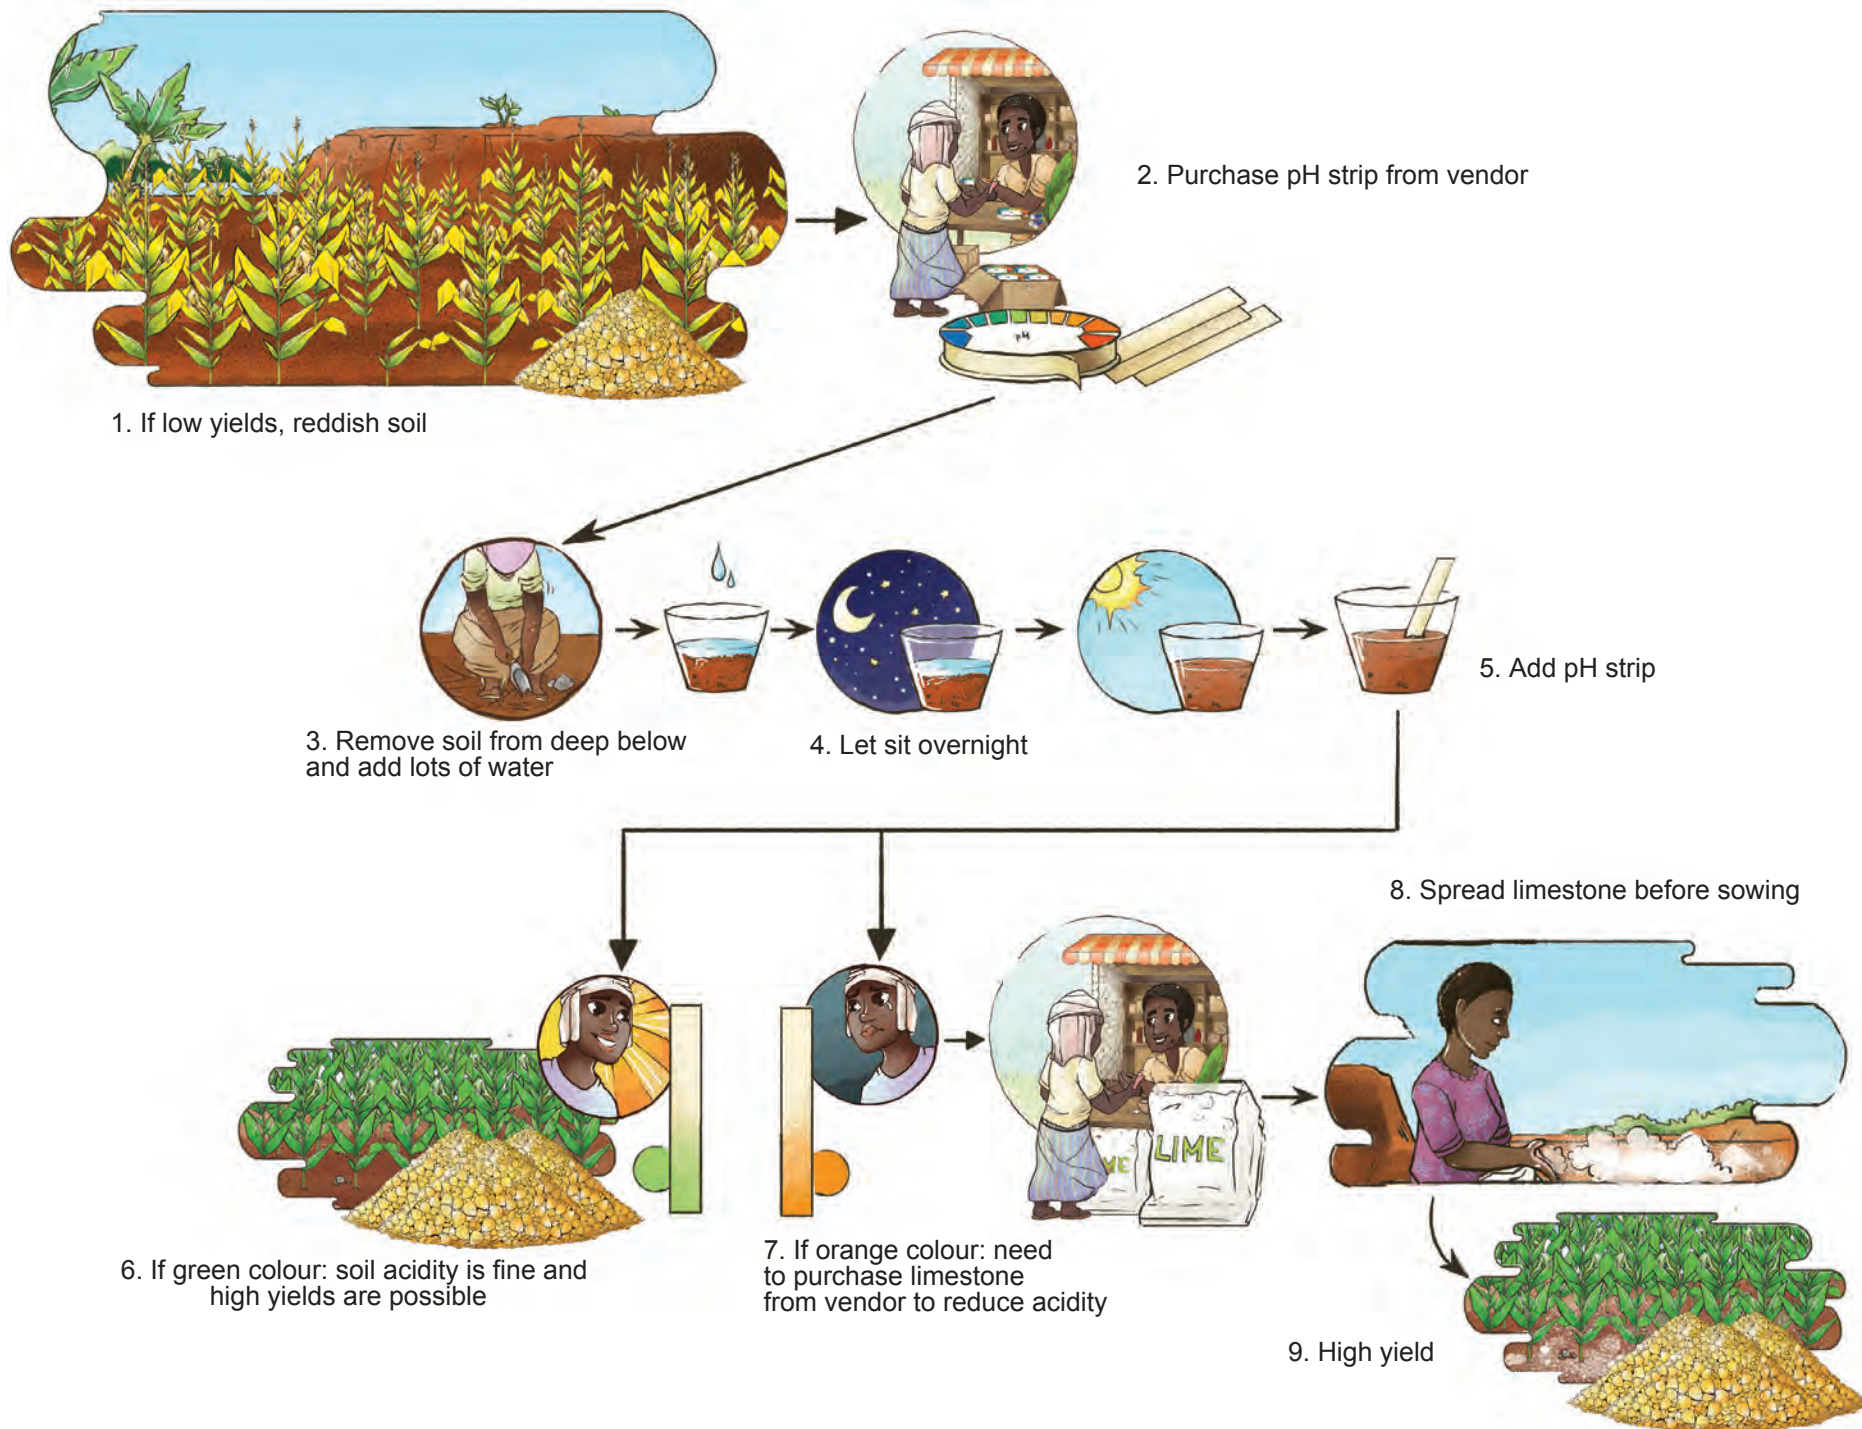 2. Purchase pH strip from vendor
pH
1. If low yields, reddish soil
5. Add pH strip
3. Remove soil from deep below
and add lots of water
4. Let sit overnight
8. Spread limestone before sowing
LIME
ME
6. If green colour: soil acidity is fine and
high yields are possible
7. If orange colour: need
to purchase limestone
from vendor to reduce acidity
9. High yield